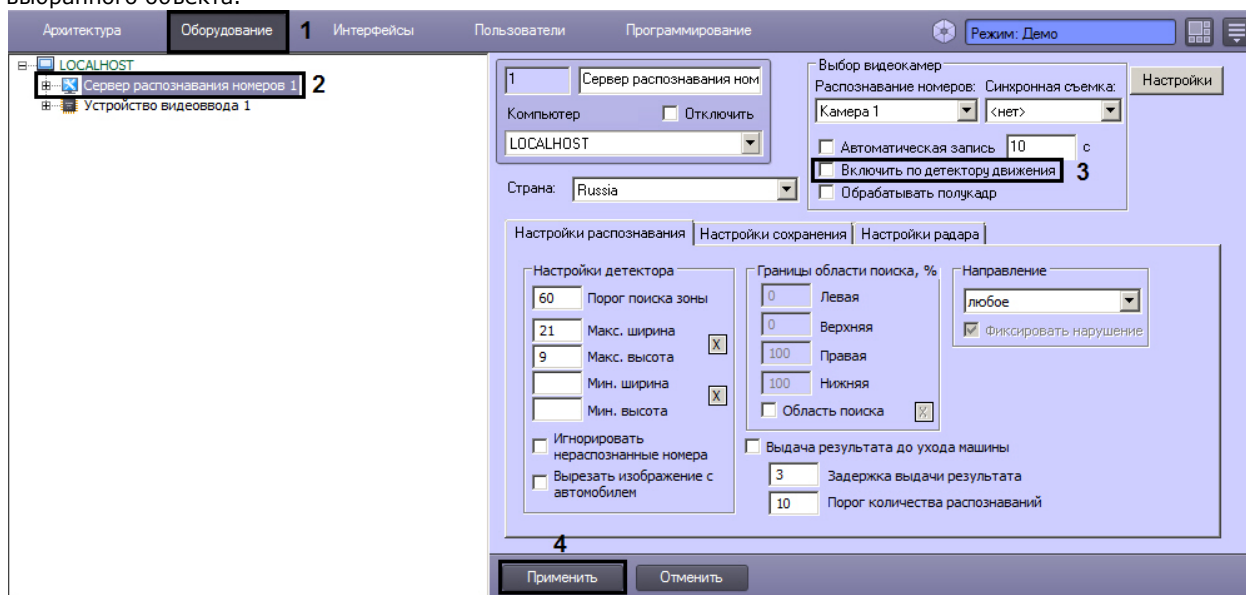 выбранного объекта.
Архитектура Оборудование 1 Интерфейсы Пользователи Программирование Режим: Демо
LOCALHOST
Сервер распознавания номеров 1 2
Устройство видеоввода 1
1 Сервер распознавания ном
Компьютер Отключить
LOCALHOST
Страна: Russia
Выбор видеокамер
Распознавание номеров: Синхронная съемка:
Камера 1 <нет>
Автоматическая запись 10 с
Включить по детектору движения 3
Обрабатывать полукадр
Настройки
Настройки распознавания Настройки сохранения Настройки радара
Настройки детектора
60 Порог поиска зоны
21 Макс. ширина
9 Макс. высота
X
Мин. ширина
Мин. высота
X
Игнорировать
нераспознанные номера
Вырезать изображение с
автомобилем
Границы области поиска, %
0 Левая
0 Верхняя
100 Правая
100 Нижняя
Область поиска X
Направление
любое
Фиксировать нарушение
Выдача результата до ухода машины
3 Задержка выдачи результата
10 Порог количества распознаваний
4
Применить Отменить